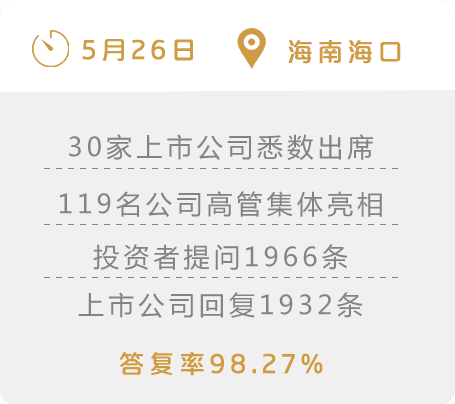 5月26日 海南海口
30家上市公司悉数出席
119名公司高管集体亮相
投资者提问1966条
上市公司回复1932条
答复率98.27%